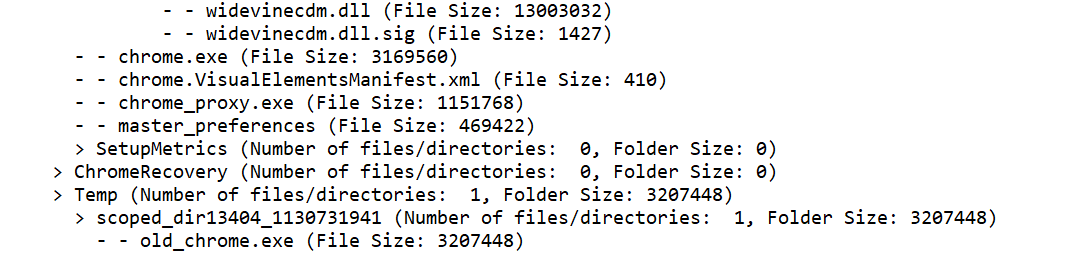 - - widevinecdm.dll (File Size: 13003032)
- - widevinecdm.dll.sig (File Size: 1427)
- - chrome.exe (File Size: 3169560)
- - chrome.VisualElementsManifest.xml (File Size: 410)
- - chrome_proxy.exe (File Size: 1151768)
- - master_preferences (File Size: 469422)
> SetupMetrics (Number of files/directories:  0, Folder Size: 0)
> ChromeRecovery (Number of files/directories:  0, Folder Size: 0)
> Temp (Number of files/directories:  1, Folder Size: 3207448)
> scoped_dir13404_1130731941 (Number of files/directories:  1, Folder Size: 3207448)
- - old_chrome.exe (File Size: 3207448)